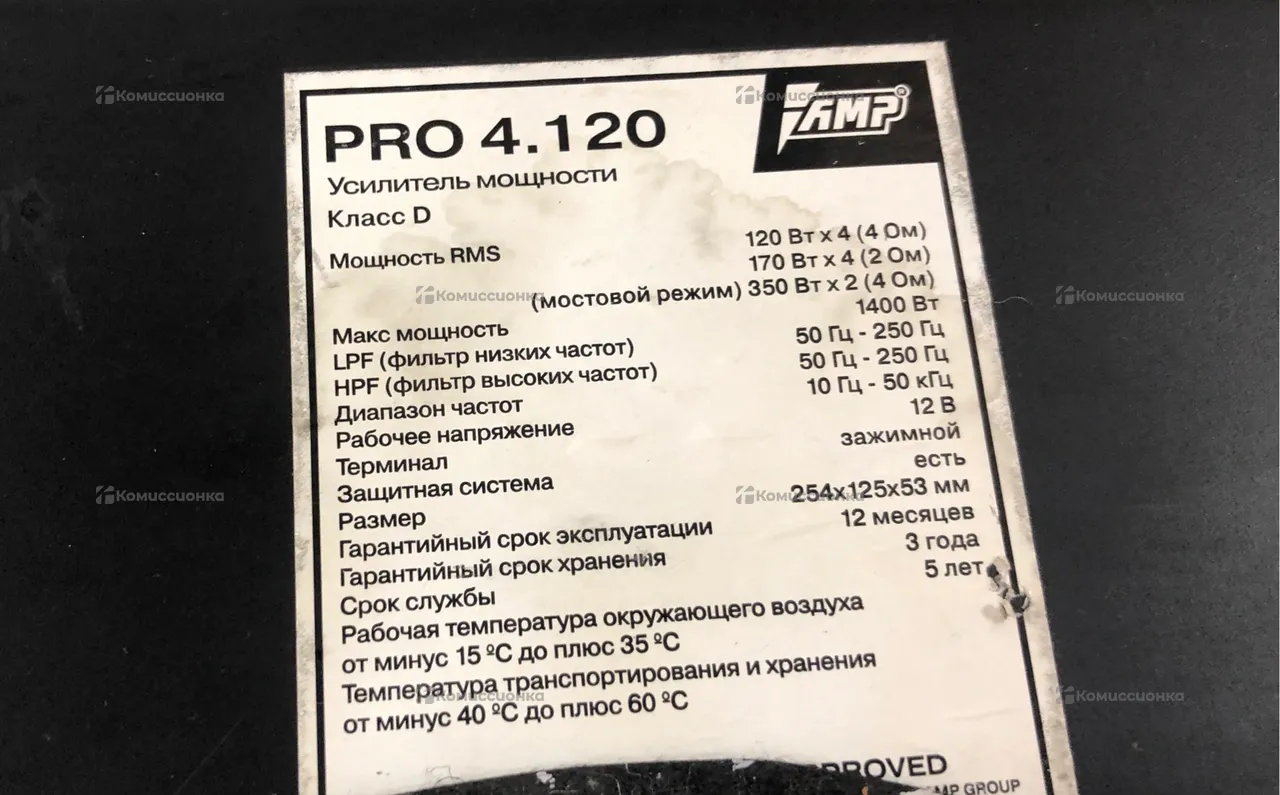 PRO 4.120
AMP
Усилитель мощности
Класс D
Мощность RMS 120 Вт x 4 (4 Ом)
170 Вт x 4 (2 Ом)
(мостовой режим) 350 Вт x 2 (4 Ом)
Макс мощность 1400 Вт
LPF (фильтр низких частот) 50 Гц - 250 Гц
HPF (фильтр высоких частот) 50 Гц - 250 Гц
Диапазон частот 10 Гц - 50 кГц
Рабочее напряжение 12 В
Терминал зажимной
Защитная система есть
Размер 254x125x53 мм
Гарантийный срок эксплуатации 12 месяцев
Гарантийный срок хранения 3 года
Срок службы 5 лет
Рабочая температура окружающего воздуха
от минус 15 ºC до плюс 35 ºC
Температура транспортирования и хранения
от минус 40 ºC до плюс 60 ºC
PROVED
MP GROUP
Комиссионка
Комиссионка
Комиссионка
Комиссионка
Комиссионка
Комиссионка
Комиссионка
Комиссионка